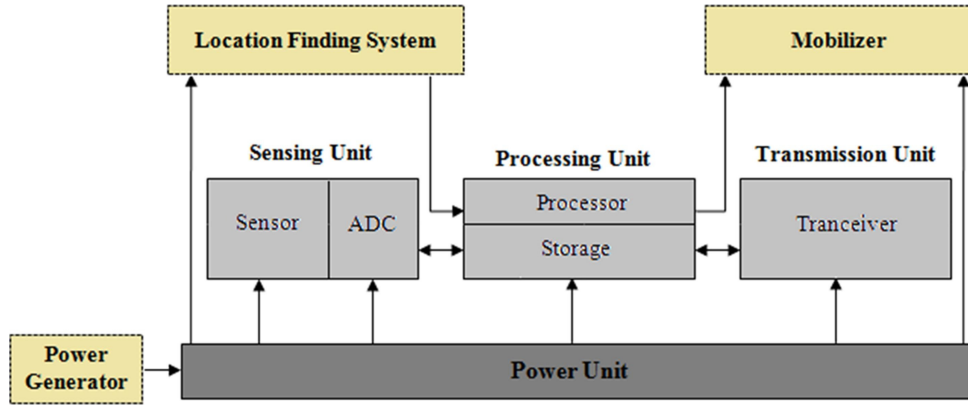 Location Finding System
Mobilizer
Sensing Unit
Processing Unit
Transmission Unit
Sensor
ADC
Processor
Storage
Tranceiver
Power
Generator
Power Unit